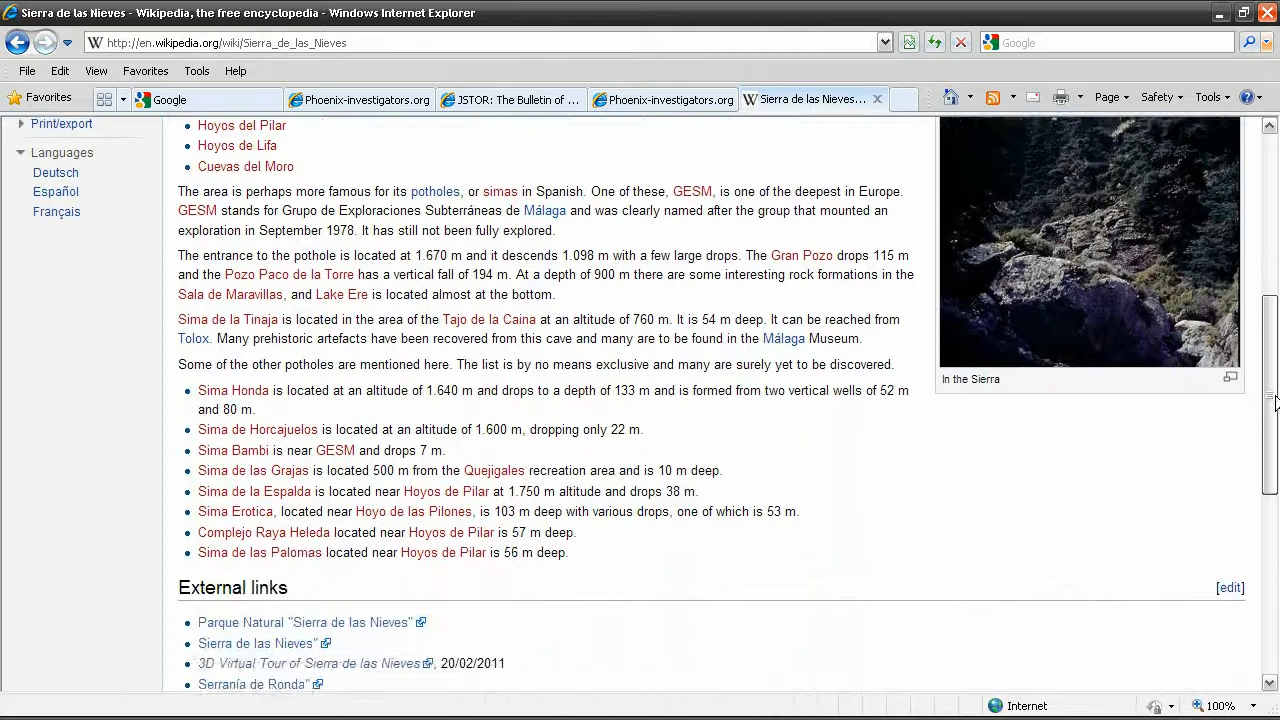 Sierra de las Nieves - Wikipedia, the free encyclopedia - Windows Internet Explorer
http://en.wikipedia.org/wiki/Sierra_de_las_Nieves
Google
File Edit View Favorites Tools Help
Favorites
Google
Phoenix-investigators.org
JSTOR: The Bulletin of ...
Phoenix-investigators.org
Sierra de las Nieves...
Page
Safety
Tools
Print/export
Languages
Deutsch
Español
Français
Hoyos del Pilar
Hoyos de Lifa
Cuevas del Moro
The area is perhaps more famous for its potholes, or simas in Spanish. One of these, GESM, is one of the deepest in Europe.
GESM stands for Grupo de Exploraciones Subterráneas de Málaga and was clearly named after the group that mounted an
exploration in September 1978. It has still not been fully explored.
The entrance to the pothole is located at 1.670 m and it descends 1.098 m with a few large drops. The Gran Pozo drops 115 m
and the Pozo Paco de la Torre has a vertical fall of 194 m. At a depth of 900 m there are some interesting rock formations in the
Sala de Maravillas, and Lake Ere is located almost at the bottom.
Sima de la Tinaja is located in the area of the Tajo de la Caina at an altitude of 760 m. It is 54 m deep. It can be reached from
Tolox. Many prehistoric artefacts have been recovered from this cave and many are to be found in the Málaga Museum.
Some of the other potholes are mentioned here. The list is by no means exclusive and many are surely yet to be discovered.
Sima Honda is located at an altitude of 1.640 m and drops to a depth of 133 m and is formed from two vertical wells of 52 m
and 80 m.
Sima de Horcajuelos is located at an altitude of 1.600 m, dropping only 22 m.
Sima Bambi is near GESM and drops 7 m.
Sima de las Grajas is located 500 m from the Quejigales recreation area and is 10 m deep.
Sima de la Espalda is located near Hoyos de Pilar at 1.750 m altitude and drops 38 m.
Sima Erotica, located near Hoyo de las Pilones, is 103 m deep with various drops, one of which is 53 m.
Complejo Raya Heleda located near Hoyos de Pilar is 57 m deep.
Sima de las Palomas located near Hoyos de Pilar is 56 m deep.
In the Sierra
External links
[edit]
Parque Natural "Sierra de las Nieves"
Sierra de las Nieves"
3D Virtual Tour of Sierra de las Nieves, 20/02/2011
Serranía de Ronda"
Internet
100%